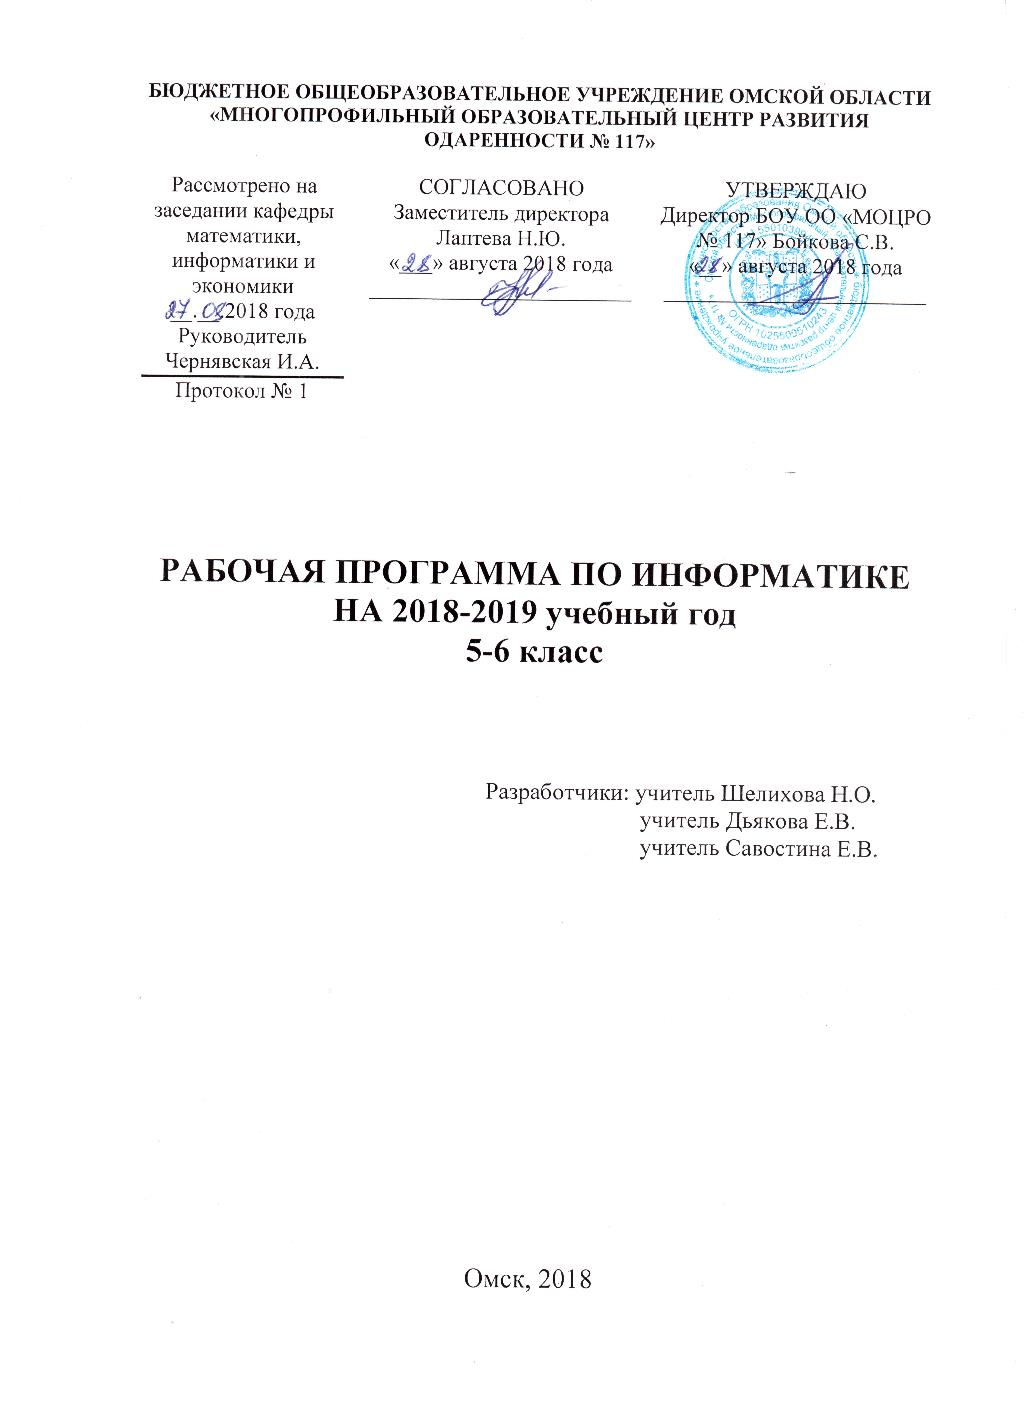 БЮДЖЕТНОЕ ОБЩЕОБРАЗОВАТЕЛЬНОЕ УЧРЕЖДЕНИЕ ОМСКОЙ ОБЛАСТИ
«МНОГОПРОФИЛЬНЫЙ ОБРАЗОВАТЕЛЬНЫЙ ЦЕНТР РАЗВИТИЯ
ОДАРЕННОСТИ № 117»
Рассмотрено на
заседании кафедры
математики,
информатики и
экономики
27.08 2018 года
Руководитель
Чернявская И.А.
Протокол № 1
СОГЛАСОВАНО
Заместитель директора
Лаптева Н.Ю.
«28» августа 2018 года
УТВЕРЖДАЮ
Директор БОУ ОО «МОЦРО
№ 117» Бойкова С.В.
«28» августа 2018 года
ОГРН 1025500510243
РАБОЧАЯ ПРОГРАММА ПО ИНФОРМАТИКЕ
НА 2018-2019 учебный год
5-6 класс
Разработчики: учитель Шелихова Н.О.
учитель Дьякова Е.В.
учитель Савостина Е.В.
Омск, 2018